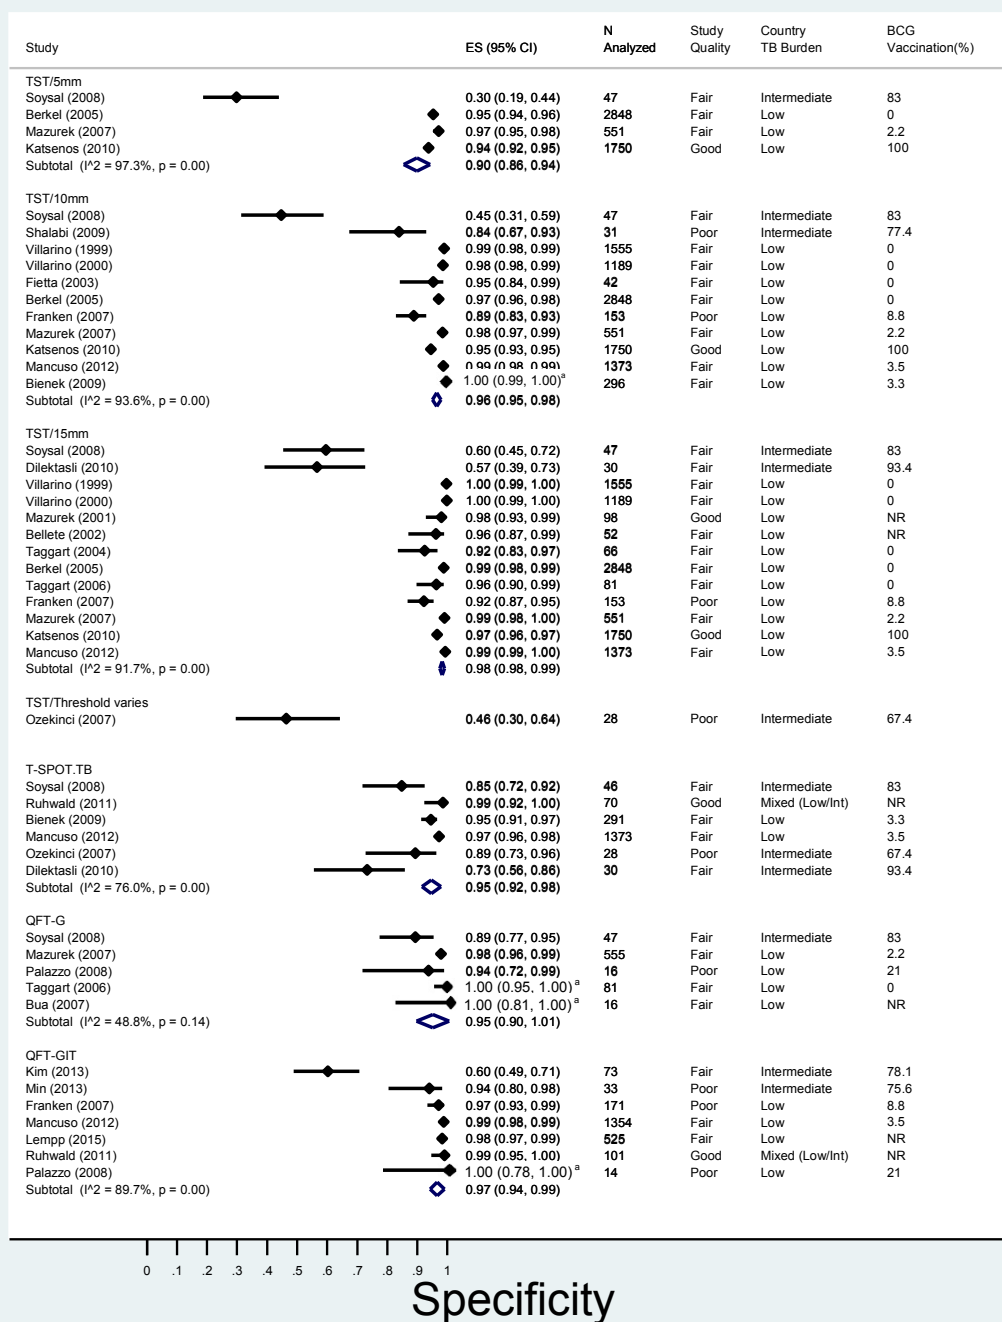 Study ES (95% CI) N Analyzed Study Quality Country TB Burden BCG Vaccination(%)
TST/5mm
Soysal (2008) 0.30 (0.19, 0.44) 47 Fair Intermediate 83
Berkel (2005) 0.95 (0.94, 0.96) 2848 Fair Low 0
Mazurek (2007) 0.97 (0.95, 0.98) 551 Fair Low 2.2
Katsenos (2010) 0.94 (0.92, 0.95) 1750 Good Low 100
Subtotal (I^2 = 97.3%, p = 0.00) 0.90 (0.86, 0.94)
TST/10mm
Soysal (2008) 0.45 (0.31, 0.59) 47 Fair Intermediate 83
Shalabi (2009) 0.84 (0.67, 0.93) 31 Poor Intermediate 77.4
Villarino (1999) 0.99 (0.98, 0.99) 1555 Fair Low 0
Villarino (2000) 0.98 (0.98, 0.99) 1189 Fair Low 0
Fietta (2003) 0.95 (0.84, 0.99) 42 Fair Low 0
Berkel (2005) 0.97 (0.96, 0.98) 2848 Fair Low 0
Franken (2007) 0.89 (0.83, 0.93) 153 Poor Low 8.8
Mazurek (2007) 0.98 (0.97, 0.99) 551 Fair Low 2.2
Katsenos (2010) 0.95 (0.93, 0.95) 1750 Good Low 100
Mancuso (2012) 0.99 (0.98, 0.99) 1373 Fair Low 3.5
Bienek (2009) 1.00 (0.99, 1.00)a 296 Fair Low 3.3
Subtotal (I^2 = 93.6%, p = 0.00) 0.96 (0.95, 0.98)
TST/15mm
Soysal (2008) 0.60 (0.45, 0.72) 47 Fair Intermediate 83
Dilektasli (2010) 0.57 (0.39, 0.73) 30 Fair Intermediate 93.4
Villarino (1999) 1.00 (0.99, 1.00) 1555 Fair Low 0
Villarino (2000) 1.00 (0.99, 1.00) 1189 Fair Low 0
Mazurek (2001) 0.98 (0.93, 0.99) 98 Good Low NR
Bellete (2002) 0.96 (0.87, 0.99) 52 Fair Low NR
Taggart (2004) 0.92 (0.83, 0.97) 66 Fair Low 0
Berkel (2005) 0.99 (0.98, 0.99) 2848 Fair Low 0
Taggart (2006) 0.96 (0.90, 0.99) 81 Fair Low 0
Franken (2007) 0.92 (0.87, 0.95) 153 Poor Low 8.8
Mazurek (2007) 0.99 (0.98, 1.00) 551 Fair Low 2.2
Katsenos (2010) 0.97 (0.96, 0.97) 1750 Good Low 100
Mancuso (2012) 0.99 (0.99, 1.00) 1373 Fair Low 3.5
Subtotal (I^2 = 91.7%, p = 0.00) 0.98 (0.98, 0.99)
TST/Threshold varies
Ozekinci (2007) 0.46 (0.30, 0.64) 28 Poor Intermediate 67.4
T-SPOT.TB
Soysal (2008) 0.85 (0.72, 0.92) 46 Fair Intermediate 83
Ruhwald (2011) 0.99 (0.92, 1.00) 70 Good Mixed (Low/Int) NR
Bienek (2009) 0.95 (0.91, 0.97) 291 Fair Low 3.3
Mancuso (2012) 0.97 (0.96, 0.98) 1373 Fair Low 3.5
Ozekinci (2007) 0.89 (0.73, 0.96) 28 Poor Intermediate 67.4
Dilektasli (2010) 0.73 (0.56, 0.86) 30 Fair Intermediate 93.4
Subtotal (I^2 = 76.0%, p = 0.00) 0.95 (0.92, 0.98)
QFT-G
Soysal (2008) 0.89 (0.77, 0.95) 47 Fair Intermediate 83
Mazurek (2007) 0.98 (0.96, 0.99) 555 Fair Low 2.2
Palazzo (2008) 0.94 (0.72, 0.99) 16 Poor Low 21
Taggart (2006) 1.00 (0.95, 1.00)a 81 Fair Low 0
Bua (2007) 1.00 (0.81, 1.00)a 16 Fair Low NR
Subtotal (I^2 = 48.8%, p = 0.14) 0.95 (0.90, 1.01)
QFT-GIT
Kim (2013) 0.60 (0.49, 0.71) 73 Fair Intermediate 78.1
Min (2013) 0.94 (0.80, 0.98) 33 Poor Intermediate 75.6
Franken (2007) 0.97 (0.93, 0.99) 171 Poor Low 8.8
Mancuso (2012) 0.99 (0.98, 0.99) 1354 Fair Low 3.5
Lempp (2015) 0.98 (0.97, 0.99) 525 Fair Low NR
Ruhwald (2011) 0.99 (0.95, 1.00) 101 Good Mixed (Low/Int) NR
Palazzo (2008) 1.00 (0.78, 1.00)a 14 Poor Low 21
Subtotal (I^2 = 89.7%, p = 0.00) 0.97 (0.94, 0.99)
0 .1 .2 .3 .4 .5 .6 .7 .8 .9 1
Specificity